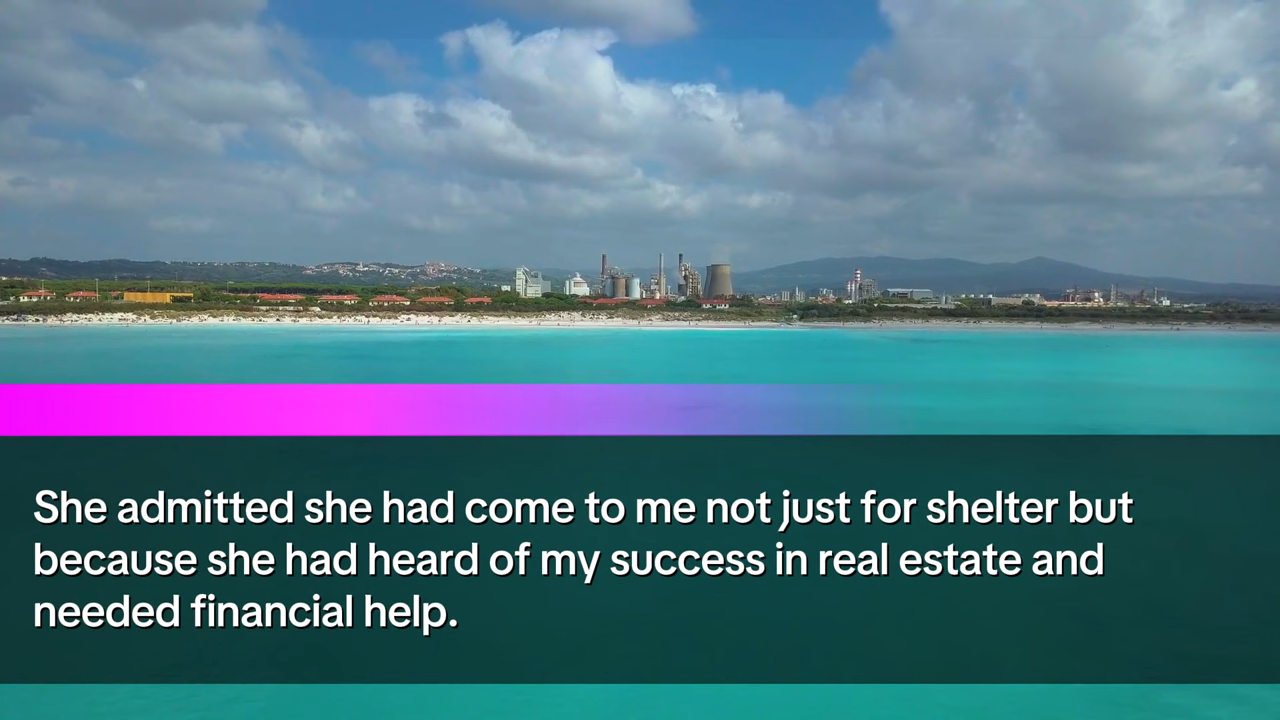 She admitted she had come to me not just for shelter but
because she had heard of my success in real estate and
needed financial help.